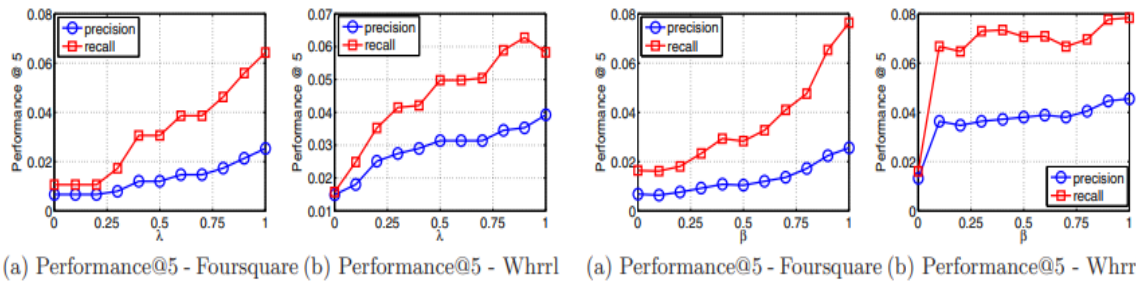 0.08
0.06
0.04
0.02
0
Performance @ 5
precision
recall
0 0.25 0.5 0.75 1
λ
(a) Performance@5 - Foursquare
0.07
0.06
0.05
0.04
0.03
0.02
0.01
Performance @ 5
precision
recall
0 0.25 0.5 0.75 1
λ
(b) Performance@5 - Whrrl
0.08
0.06
0.04
0.02
0
Performance @ 5
precision
recall
0 0.25 0.5 0.75 1
β
(a) Performance@5 - Foursquare
0.08
0.06
0.04
0.02
0
Performance @ 5
precision
recall
0 0.25 0.5 0.75 1
β
(b) Performance@5 - Whrr